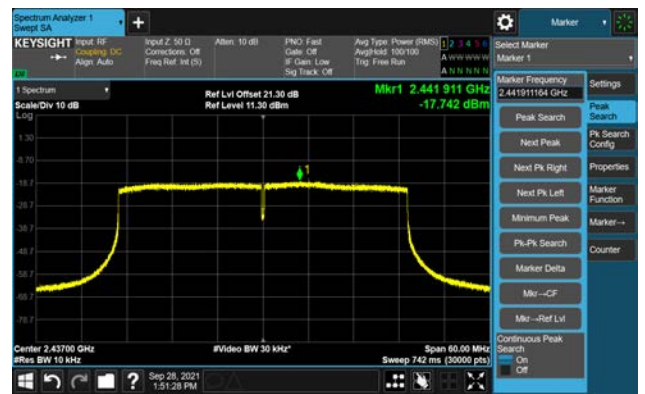 Spectrum Analyzer 1
Swept SA
Marker
KEYSIGHT
Input: RF
Coupling: DC
Align: Auto
Input Z: 50 Ω
Corrections: Off
Freq Ref: Int (S)
Atten: 10 dB
PNO: Fast
Gate: Off
IF Gain: Low
Sig Track: Off
Avg Type: Power (RMS)
Avg|Hold: 100/100
Trig: Free Run
1 2 3 4 5 6
A W W W W W
A N N N N N
LXI
Select Marker
Marker 1
1 Spectrum
Scale/Div 10 dB
Log
Ref Lvl Offset 21.30 dB
Ref Level 11.30 dBm
Mkr1 2.441 911 GHz
-17.742 dBm
1.30
-8.70
-18.7
-28.7
-38.7
-48.7
-58.7
-68.7
-78.7
1
Center 2.43700 GHz
#Res BW 10 kHz
#Video BW 30 kHz*
Span 60.00 MHz
Sweep 742 ms (30000 pts)
Marker Frequency
2.441911164 GHz
Peak Search
Next Peak
Next Pk Right
Next Pk Left
Minimum Peak
Pk-Pk Search
Marker Delta
Mkr→CF
Mkr→Ref Lvl
Continuous Peak
Search
On
Off
Settings
Peak
Search
Pk Search
Config
Properties
Marker
Function
Marker→
Counter
?
Sep 28, 2021
1:51:28 PM